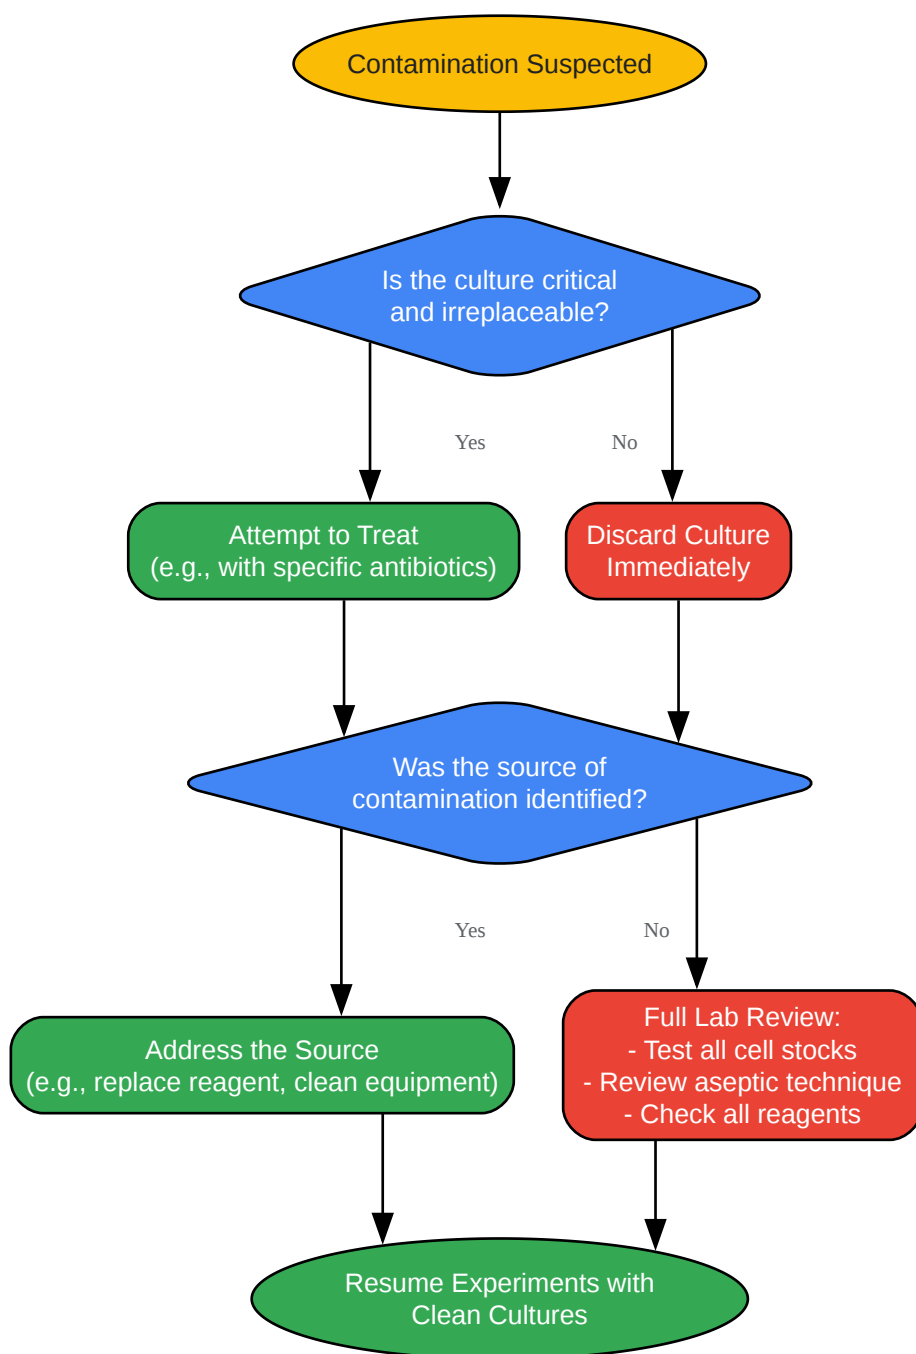 Contamination Suspected
Is the culture critical
and irreplaceable?
Yes
No
Attempt to Treat
(e.g., with specific antibiotics)
Discard Culture
Immediately
Was the source of
contamination identified?
Yes
No
Address the Source
(e.g., replace reagent, clean equipment)
Full Lab Review:
- Test all cell stocks
- Review aseptic technique
- Check all reagents
Resume Experiments with
Clean Cultures